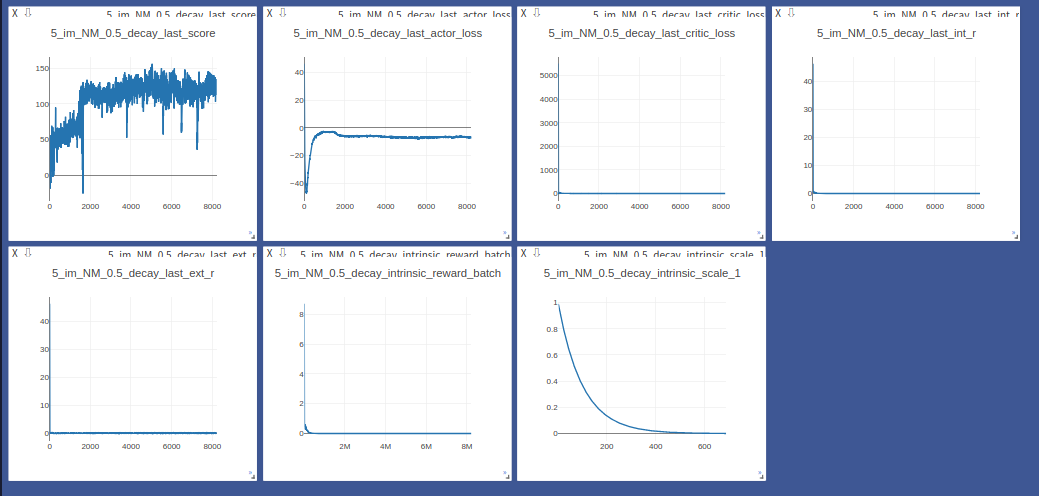 X ⇩ 5_im_NM_0.5_decay_last_score
5_im_NM_0.5_decay_last_score
150
100
50
0
0 2000 4000 6000 8000
X ⇩ 5_im_NM_0.5_decay_last_actor_loss
5_im_NM_0.5_decay_last_actor_loss
40
20
0
−20
−40
0 2000 4000 6000 8000
X ⇩ 5_im_NM_0.5_decay_last_critic_loss
5_im_NM_0.5_decay_last_critic_loss
5000
4000
3000
2000
1000
0
0 2000 4000 6000 8000
X ⇩ 5_im_NM_0.5_decay_last_int_r
5_im_NM_0.5_decay_last_int_r
40
30
20
10
0
0 2000 4000 6000 8000
X ⇩ 5_im_NM_0.5_decay_last_ext_r
5_im_NM_0.5_decay_last_ext_r
40
30
20
10
0
0 2000 4000 6000 8000
X ⇩ 5_im_NM_0.5_decay_intrinsic_reward_batch
5_im_NM_0.5_decay_intrinsic_reward_batch
8
6
4
2
0
2M 4M 6M 8M
X ⇩ 5_im_NM_0.5_decay_intrinsic_scale_1
5_im_NM_0.5_decay_intrinsic_scale_1
1
0.8
0.6
0.4
0.2
0
200 400 600